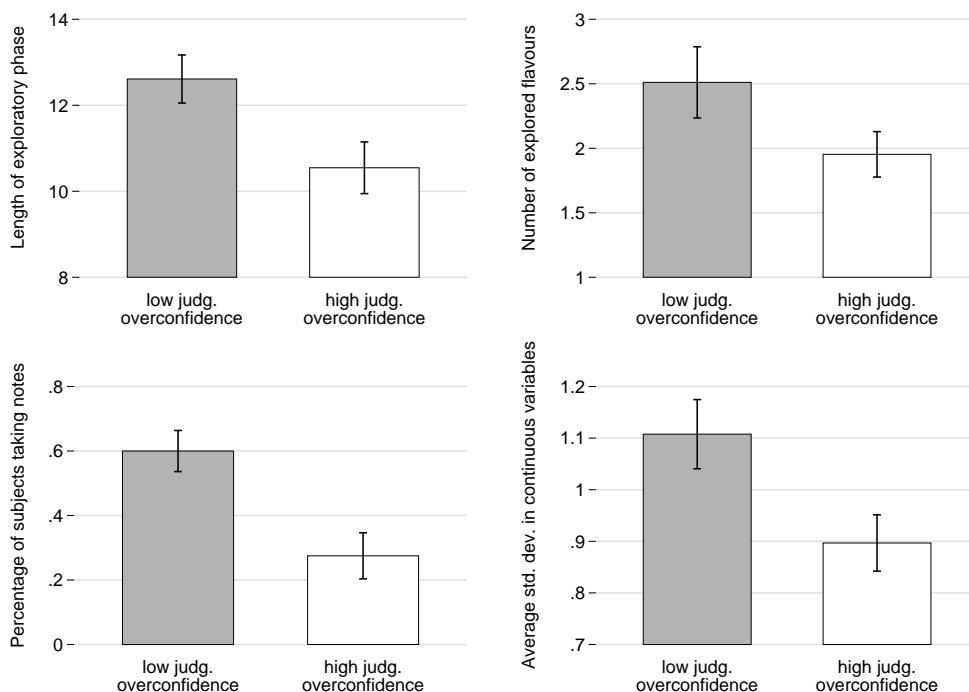 Length of exploratory phase
14
12
10
8
low judg.
overconfidence
high judg.
overconfidence
Number of explored flavours
3
2.5
2
1.5
1
low judg.
overconfidence
high judg.
overconfidence
Percentage of subjects taking notes
.8
.6
.4
.2
0
low judg.
overconfidence
high judg.
overconfidence
Average std. dev. in continuous variables
1.2
1.1
1
.9
.8
.7
low judg.
overconfidence
high judg.
overconfidence